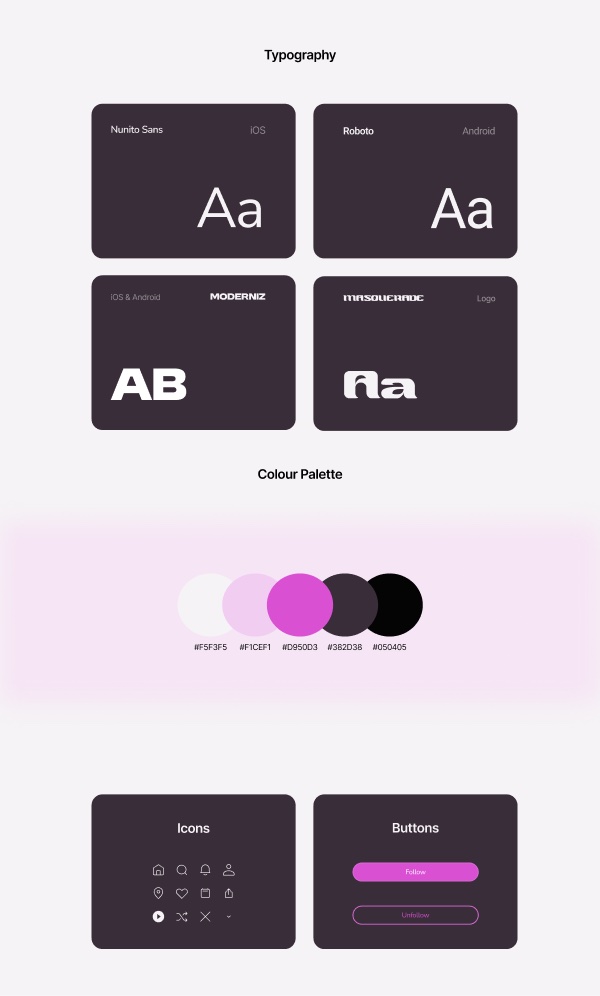 Typography
Nunito Sans iOS
Aa
Roboto Android
Aa
iOS & Android MODERNIZ
AB
MASQUERADE Logo
Aa
Colour Palette
#F5F3F5 #F1CEF1 #D950D3 #382D38 #050405
Icons
Buttons
Follow
Unfollow